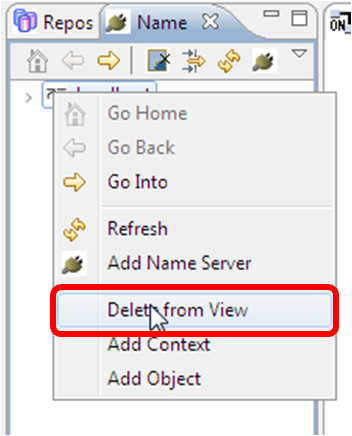 Repos Name
Go Home
Go Back
Go Into
Refresh
Add Name Server
Delete from View
Add Context
Add Object